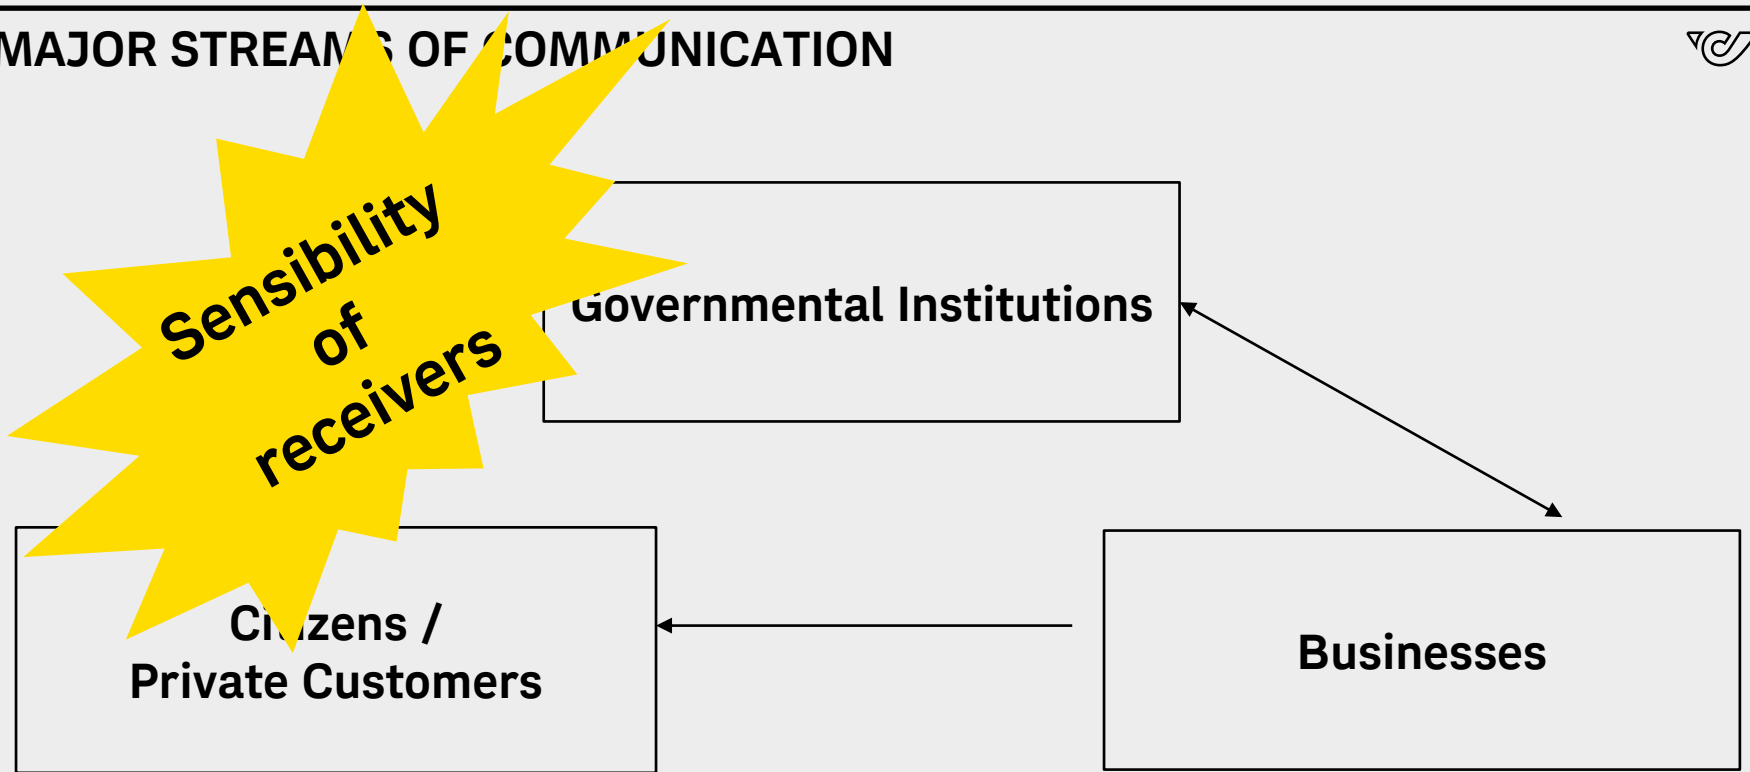 MAJOR STREAMS OF COMMUNICATION
Sensibility
of
receivers
Governmental Institutions
Citizens /
Private Customers
Businesses